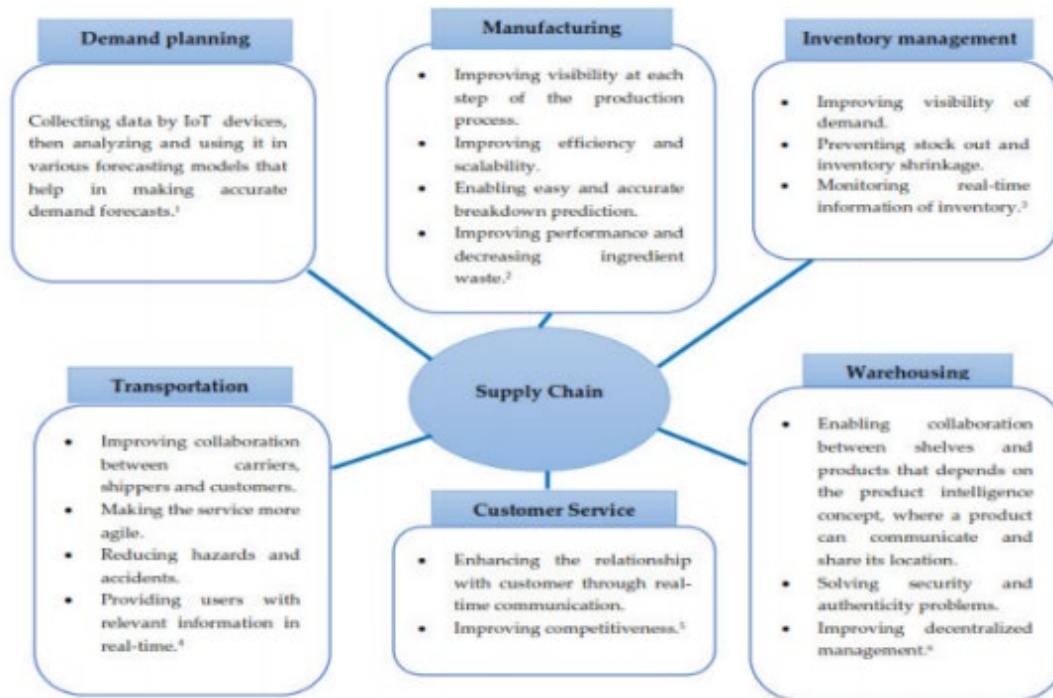 Demand planning
Collecting data by IoT devices,
then analyzing and using it in
various forecasting models that
help in making accurate
demand forecasts.¹
Manufacturing
• Improving visibility at each
step of the production
process.
• Improving efficiency and
scalability.
• Enabling easy and accurate
breakdown prediction.
• Improving performance and
decreasing ingredient
waste.²
Inventory management
• Improving visibility of
demand.
• Preventing stock out and
inventory shrinkage.
• Monitoring real-time
information of inventory.³
Supply Chain
Transportation
• Improving collaboration
between carriers,
shippers and customers.
• Making the service more
agile.
• Reducing hazards and
accidents.
• Providing users with
relevant information in
real-time.⁴
Customer Service
• Enhancing the relationship
with customer through real-
time communication.
• Improving competitiveness.⁵
Warehousing
• Enabling collaboration
between shelves and
products that depends on
the product intelligence
concept, where a product
can communicate and
share its location.
• Solving security and
authenticity problems.
• Improving decentralized
management.⁶